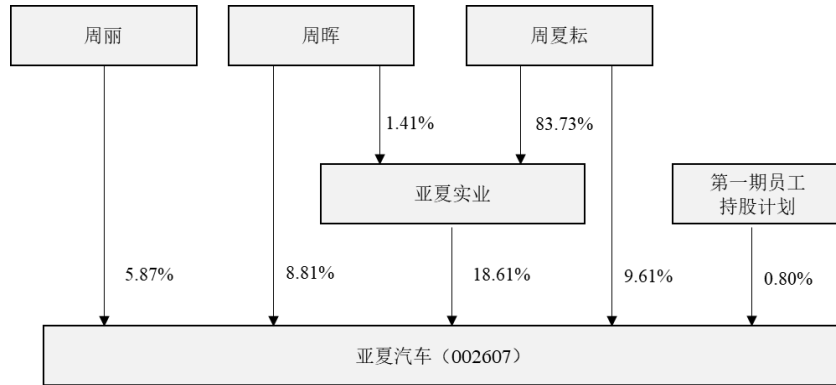 周丽
周晖
周夏耘
1.41%
83.73%
亚夏实业
第一期员工
持股计划
5.87%
8.81%
18.61%
9.61%
0.80%
亚夏汽车（002607）